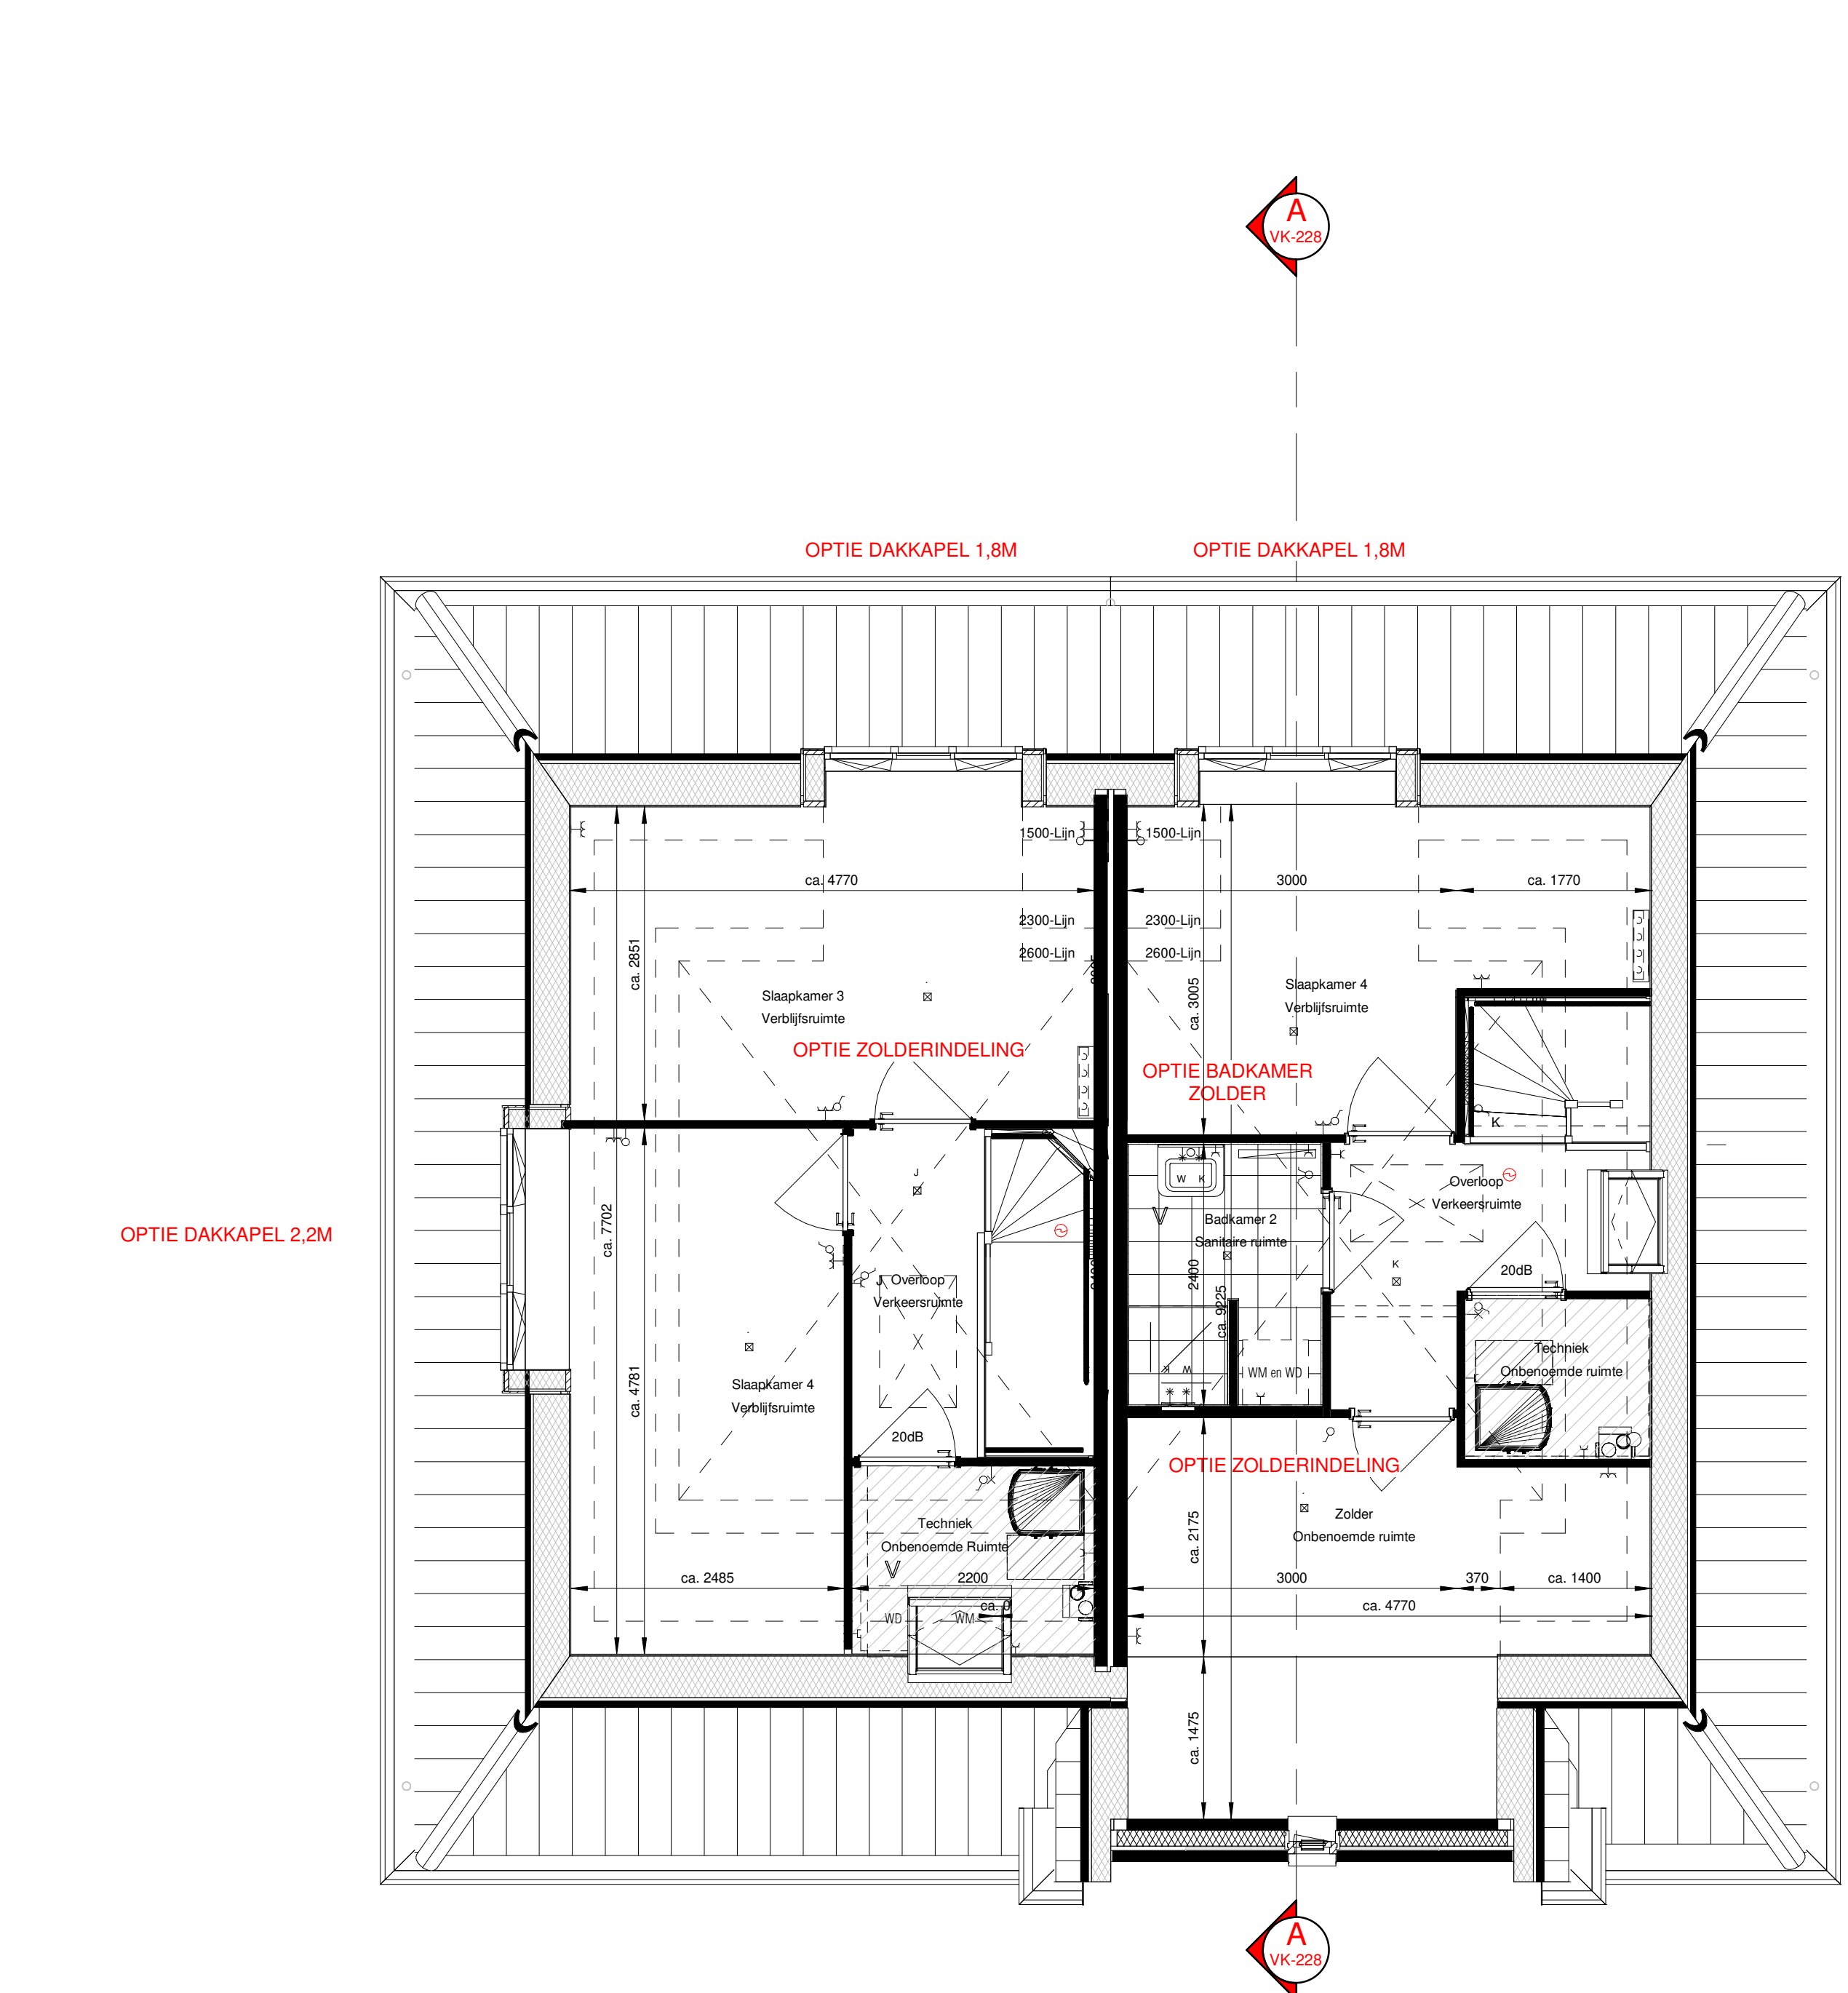 A
VK-228
OPTIE DAKKAPEL 1,8M
OPTIE DAKKAPEL 1,8M
1500-Lijn
1500-Lijn
ca. 4770
3000
ca. 1770
2300-Lijn
2300-Lijn
2600-Lijn
2600-Lijn
ca. 2851
ca. 3005
Slaapkamer 3
Verblijfsruimte
Slaapkamer 4
Verblijfsruimte
OPTIE ZOLDERINDELING
OPTIE BADKAMER
ZOLDER
K
J
W K
Overloop
Verkeersruimte
Badkamer 2
Sanitaire ruimte
OPTIE DAKKAPEL 2,2M
ca. 7702
2400
ca. 9225
K
20dB
J Overloop
Verkeersruimte
Techniek
Onbenoemde ruimte
WM en WD
K W
Slaapkamer 4
Verblijfsruimte
ca. 4781
20dB
OPTIE ZOLDERINDELING
Zolder
Onbenoemde ruimte
Techniek
Onbenoemde Ruimte
ca. 2175
ca. 2485
2200
3000
370
ca. 1400
ca. 0
ca. 4770
WD
WM
ca. 1475
A
VK-228